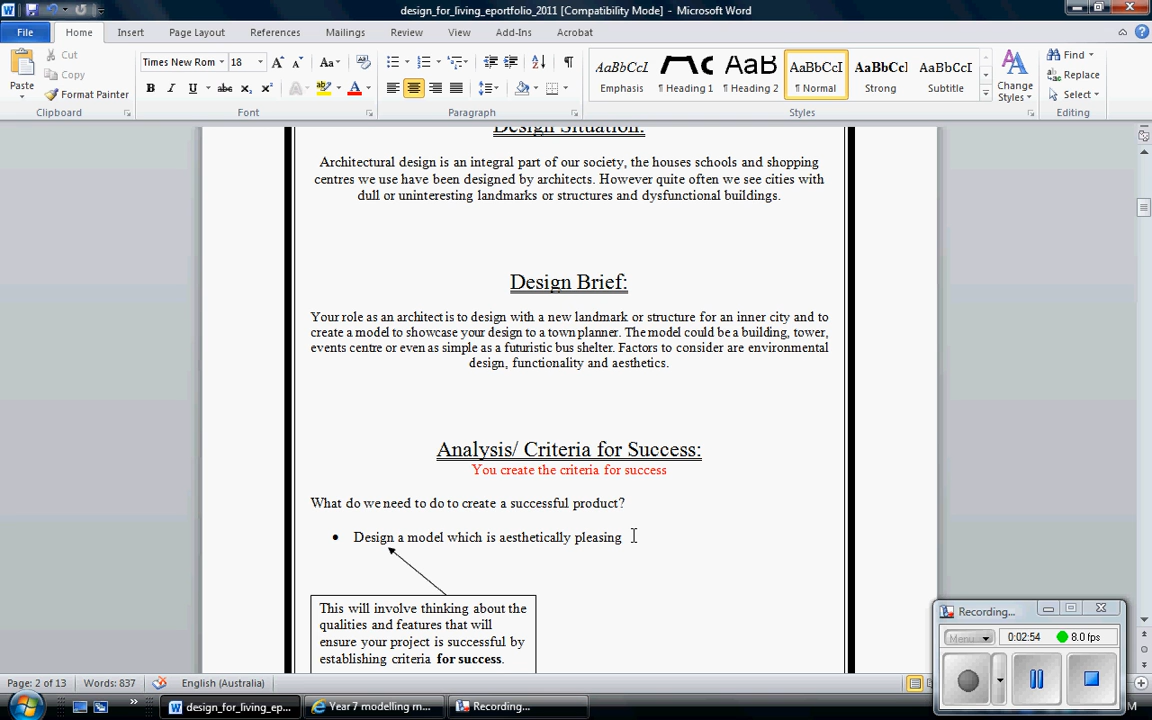 design_for_living_eportfolio_2011 [Compatibility Mode] - Microsoft Word
File Home Insert Page Layout References Mailings Review View Add-Ins Acrobat
Cut
Copy
Format Painter
Paste
Clipboard
Times New Rom 18
Font
Paragraph
AaBbCcI AaB AaBbCcI AaBbCcI AaBbCcI
Emphasis ¶ Heading 1 ¶ Heading 2 ¶ Normal Strong Subtitle
Change Styles
Styles
Find
Replace
Select
Editing
Design Situation:
Architectural design is an integral part of our society, the houses schools and shopping
centres we use have been designed by architects. However quite often we see cities with
dull or uninteresting landmarks or structures and dysfunctional buildings.
Design Brief:
Your role as an architect is to design with a new landmark or structure for an inner city and to
create a model to showcase your design to a town planner. The model could be a building, tower,
events centre or even as simple as a futuristic bus shelter. Factors to consider are environmental
design, functionality and aesthetics.
Analysis/ Criteria for Success:
You create the criteria for success
What do we need to do to create a successful product?
• Design a model which is aesthetically pleasing
This will involve thinking about the
qualities and features that will
ensure your project is successful by
establishing criteria for success.
Recording...
Menu 0:02:54 8.0 fps
Page: 2 of 13 Words: 837 English (Australia)
design_for_living_ep... Year 7 modelling m... Recording...